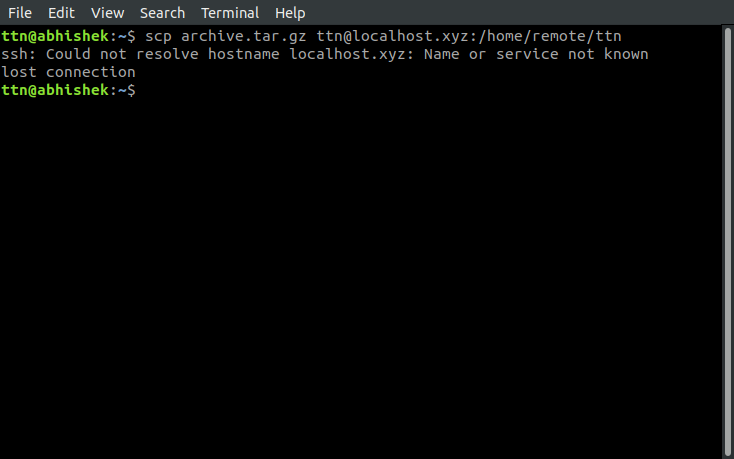 File Edit View Search Terminal Help
ttn@abhishek:~$ scp archive.tar.gz ttn@localhost.xyz:/home/remote/ttn
ssh: Could not resolve hostname localhost.xyz: Name or service not known
lost connection
ttn@abhishek:~$